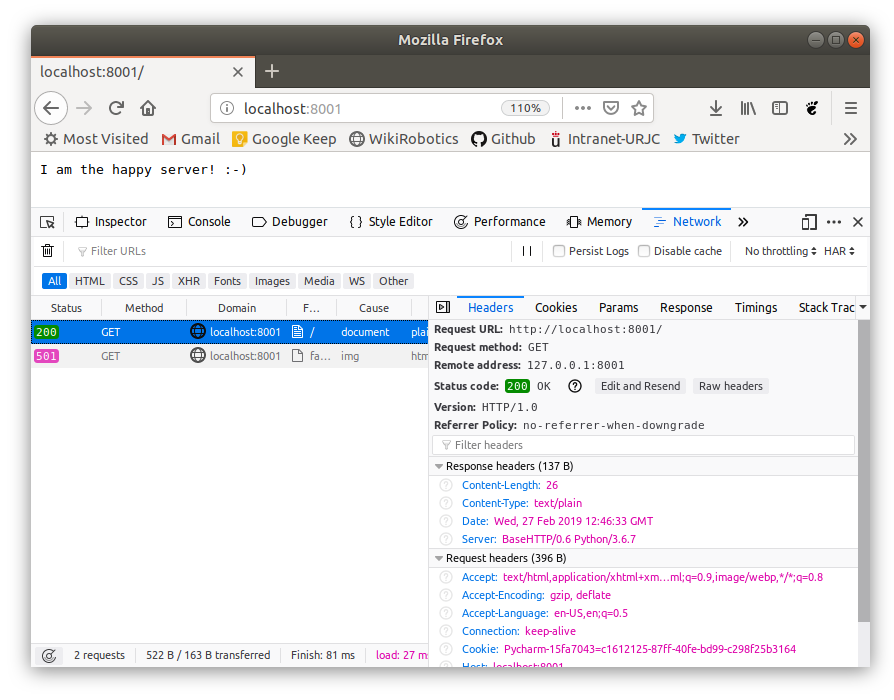 Mozilla Firefox
localhost:8001/
localhost:8001 110%
Most Visited Gmail Google Keep WikiRobotics Github Intranet-URJC Twitter
I am the happy server! :-)
Inspector Console Debugger { } Style Editor Performance Memory Network
Filter URLs Persist Logs Disable cache No throttling HAR
All HTML CSS JS XHR Fonts Images Media WS Other
Status Method Domain F... Cause
200 GET localhost:8001 / document plai
501 GET localhost:8001 fa... img htm
Headers Cookies Params Response Timings Stack Trac
Request URL: http://localhost:8001/
Request method: GET
Remote address: 127.0.0.1:8001
Status code: 200 OK Edit and Resend Raw headers
Version: HTTP/1.0
Referrer Policy: no-referrer-when-downgrade
Filter headers
Response headers (137 B)
Content-Length: 26
Content-Type: text/plain
Date: Wed, 27 Feb 2019 12:46:33 GMT
Server: BaseHTTP/0.6 Python/3.6.7
Request headers (396 B)
Accept: text/html,application/xhtml+xm...ml;q=0.9,image/webp,*/*;q=0.8
Accept-Encoding: gzip, deflate
Accept-Language: en-US,en;q=0.5
Connection: keep-alive
Cookie: Pycharm-15fa7043=c1612125-87ff-40fe-bd99-c298f25b3164
Host: localhost:8001
2 requests 522 B / 163 B transferred Finish: 81 ms load: 27 m